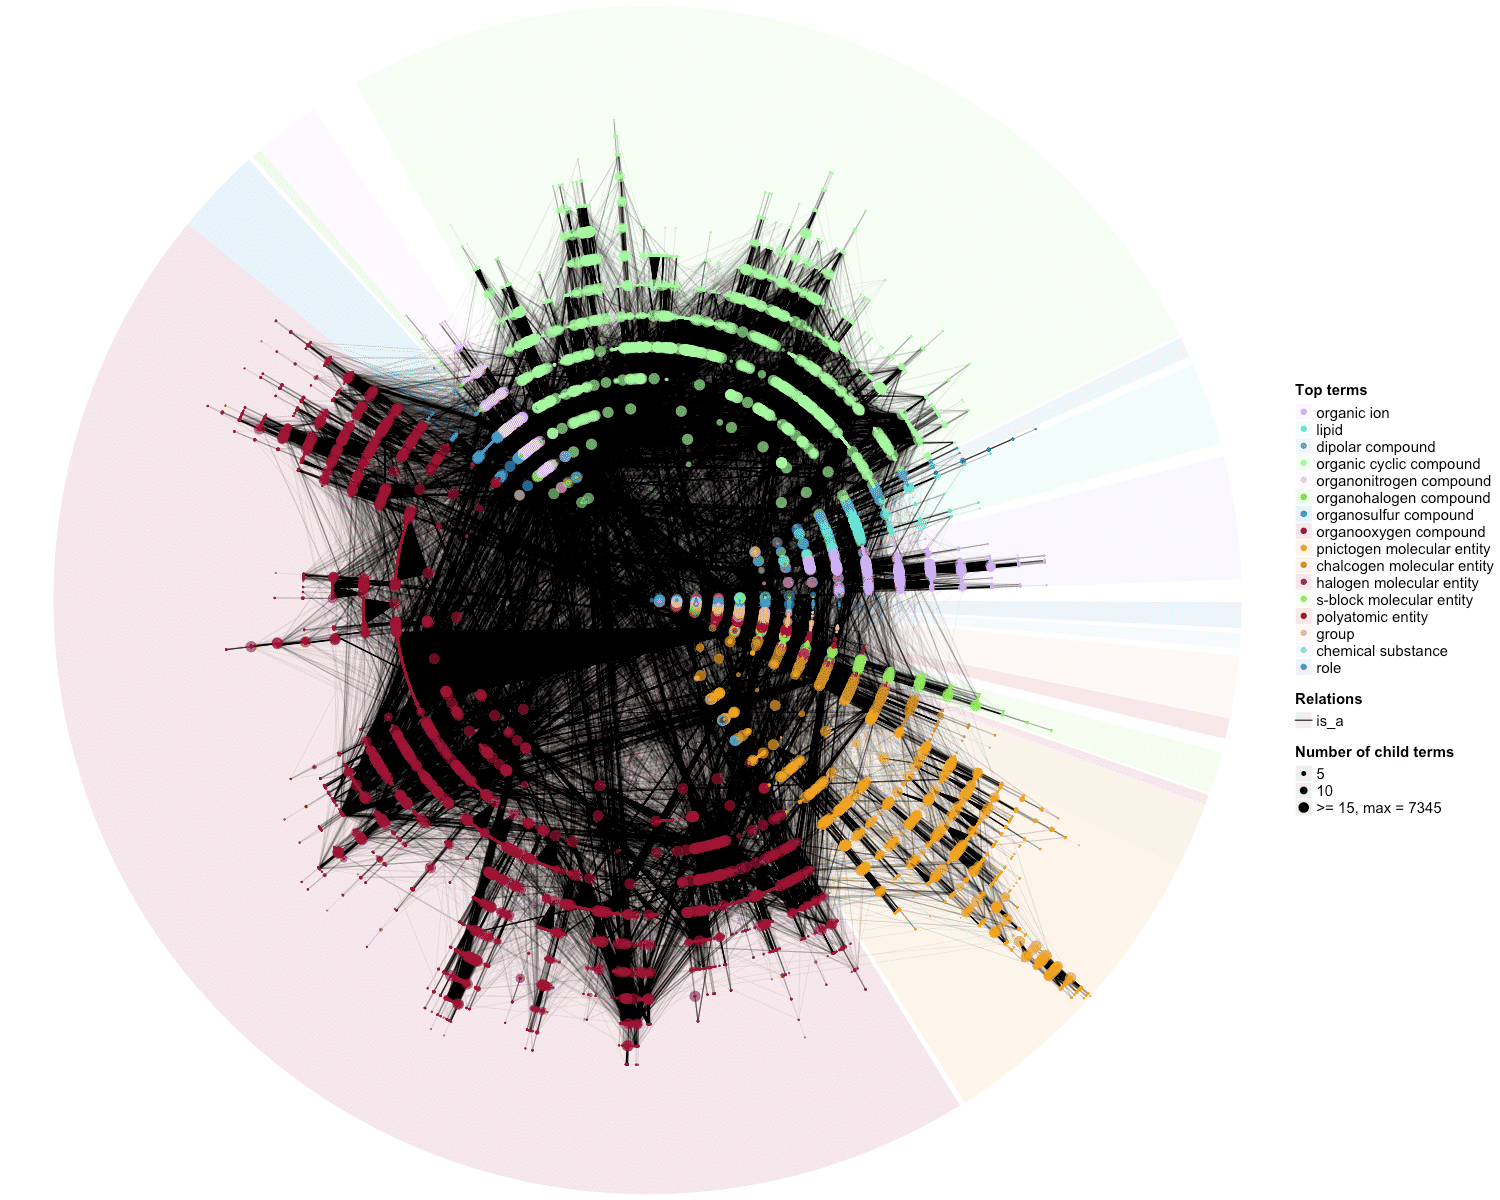 Top terms
organic ion
lipid
dipolar compound
organic cyclic compound
organonitrogen compound
organohalogen compound
organosulfur compound
organooxygen compound
pnictogen molecular entity
chalcogen molecular entity
halogen molecular entity
s-block molecular entity
polyatomic entity
group
chemical substance
role
Relations
is_a
Number of child terms
5
10
>= 15, max = 7345